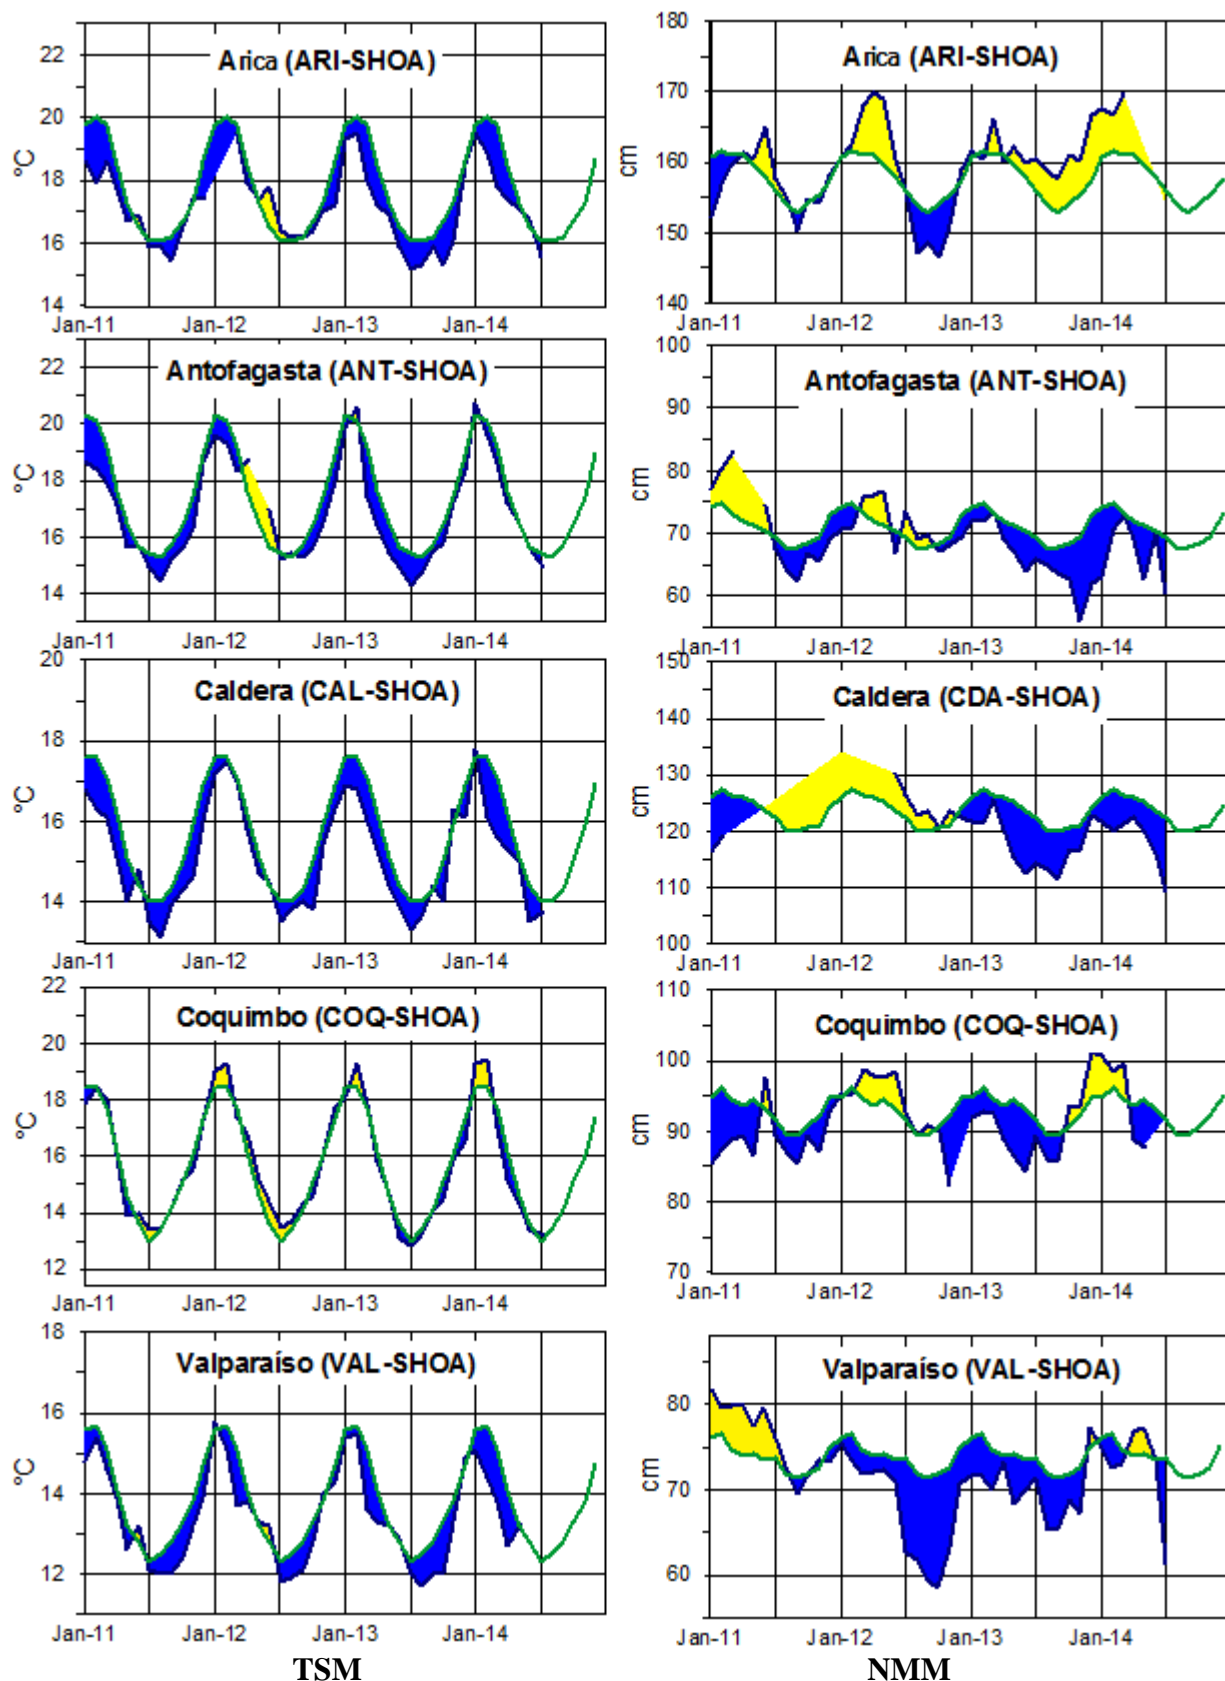 22
Arica (ARI-SHOA)
20
°C
18
16
14
Jan-11 Jan-12 Jan-13 Jan-14
22
Antofagasta (ANT-SHOA)
20
°C
18
16
14
Jan-11 Jan-12 Jan-13 Jan-14
20
Caldera (CAL-SHOA)
18
°C
16
14
Jan-11 Jan-12 Jan-13 Jan-14
22
Coquimbo (COQ-SHOA)
20
18
°C
16
14
12
Jan-11 Jan-12 Jan-13 Jan-14
18
Valparaíso (VAL-SHOA)
16
°C
14
12
Jan-11 Jan-12 Jan-13 Jan-14
TSM
180
Arica (ARI-SHOA)
170
160
cm
150
140
Jan-11 Jan-12 Jan-13 Jan-14
100
Antofagasta (ANT-SHOA)
90
80
cm
70
60
Jan-11 Jan-12 Jan-13 Jan-14
150
Caldera (CDA-SHOA)
140
130
cm
120
110
100
Jan-11 Jan-12 Jan-13 Jan-14
110
Coquimbo (COQ-SHOA)
100
cm
90
80
70
Jan-11 Jan-12 Jan-13 Jan-14
Valparaíso (VAL-SHOA)
80
cm
70
60
Jan-11 Jan-12 Jan-13 Jan-14
NMM